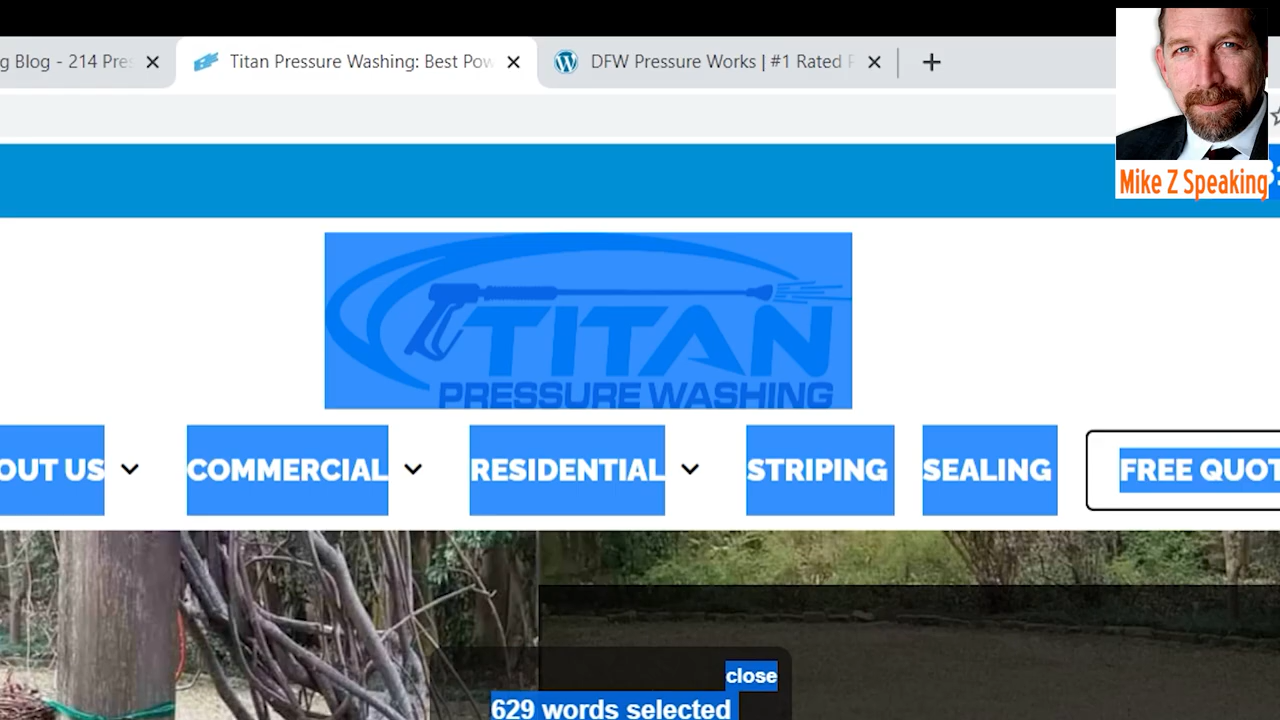 g Blog - 214 Pres
Titan Pressure Washing: Best Pow
DFW Pressure Works | #1 Rated
Mike Z Speaking
TITAN
PRESSURE WASHING
OUT US
COMMERCIAL
RESIDENTIAL
STRIPING
SEALING
FREE QUOT
close
629 words selected